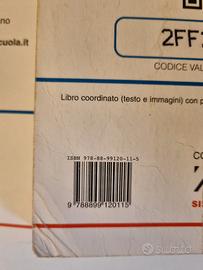 no
cuola.it
2FF
CODICE VAL
Libro coordinato (testo e immagini) con p
CO
ISBN 978-88-99120-11-5
SI
9 788899 120115
Subito